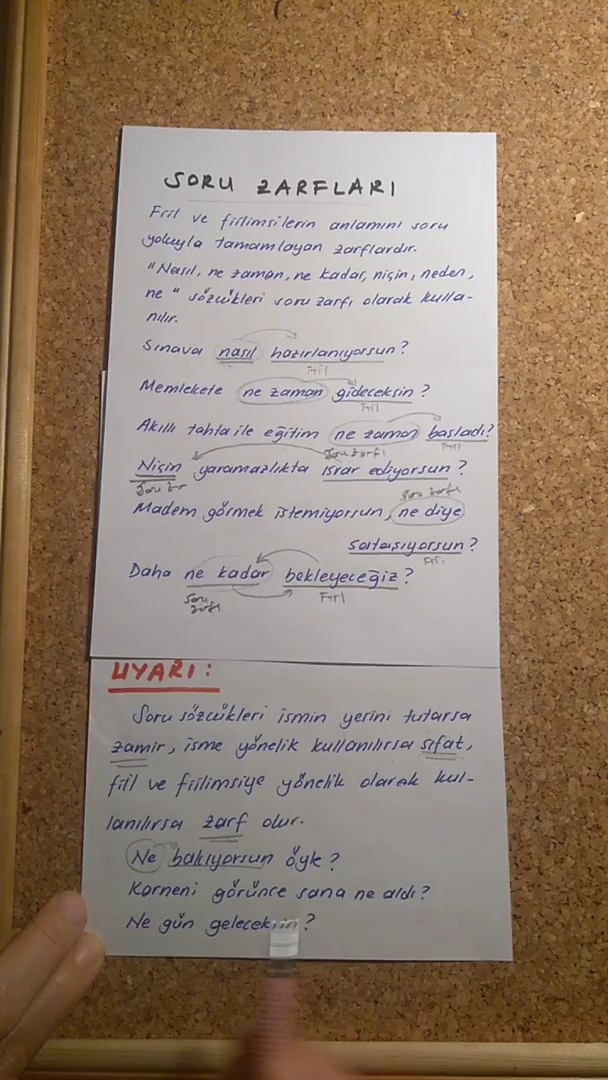 SORU ZARFLARI
Fiil ve fiilimsilerin anlamını soru
yoluyla tamamlayan zarflardır.
"Nasıl, ne zaman, ne kadar, niçin, neden,
ne" sözcükleri soru zarfı olarak kulla-
nılır.
Sınava nasıl hazırlanıyorsun?
Fiil
Memlekete ne zaman gideceksin?
Fiil
Akıllı tahta ile eğitim ne zaman başladı?
Soru zarfı Fiil
Niçin yaramazlıkta ısrar ediyorsun?
Soru
Soru zarfı
Madem görmek istemiyorsun, ne diye
sataşıyorsun?
Fiil
Daha ne kadar bekleyeceğiz?
Soru Fiil
zarfı
UYARI:
Soru sözcükleri ismin yerini tutarsa
zamir, isme yönelik kullanılırsa sıfat,
fiil ve fiilimsiye yönelik olarak kul-
lanılırsa zarf olur.
Ne bakıyorsun öyle?
Karneni görünce sana ne aldı?
Ne gün geleceksin?